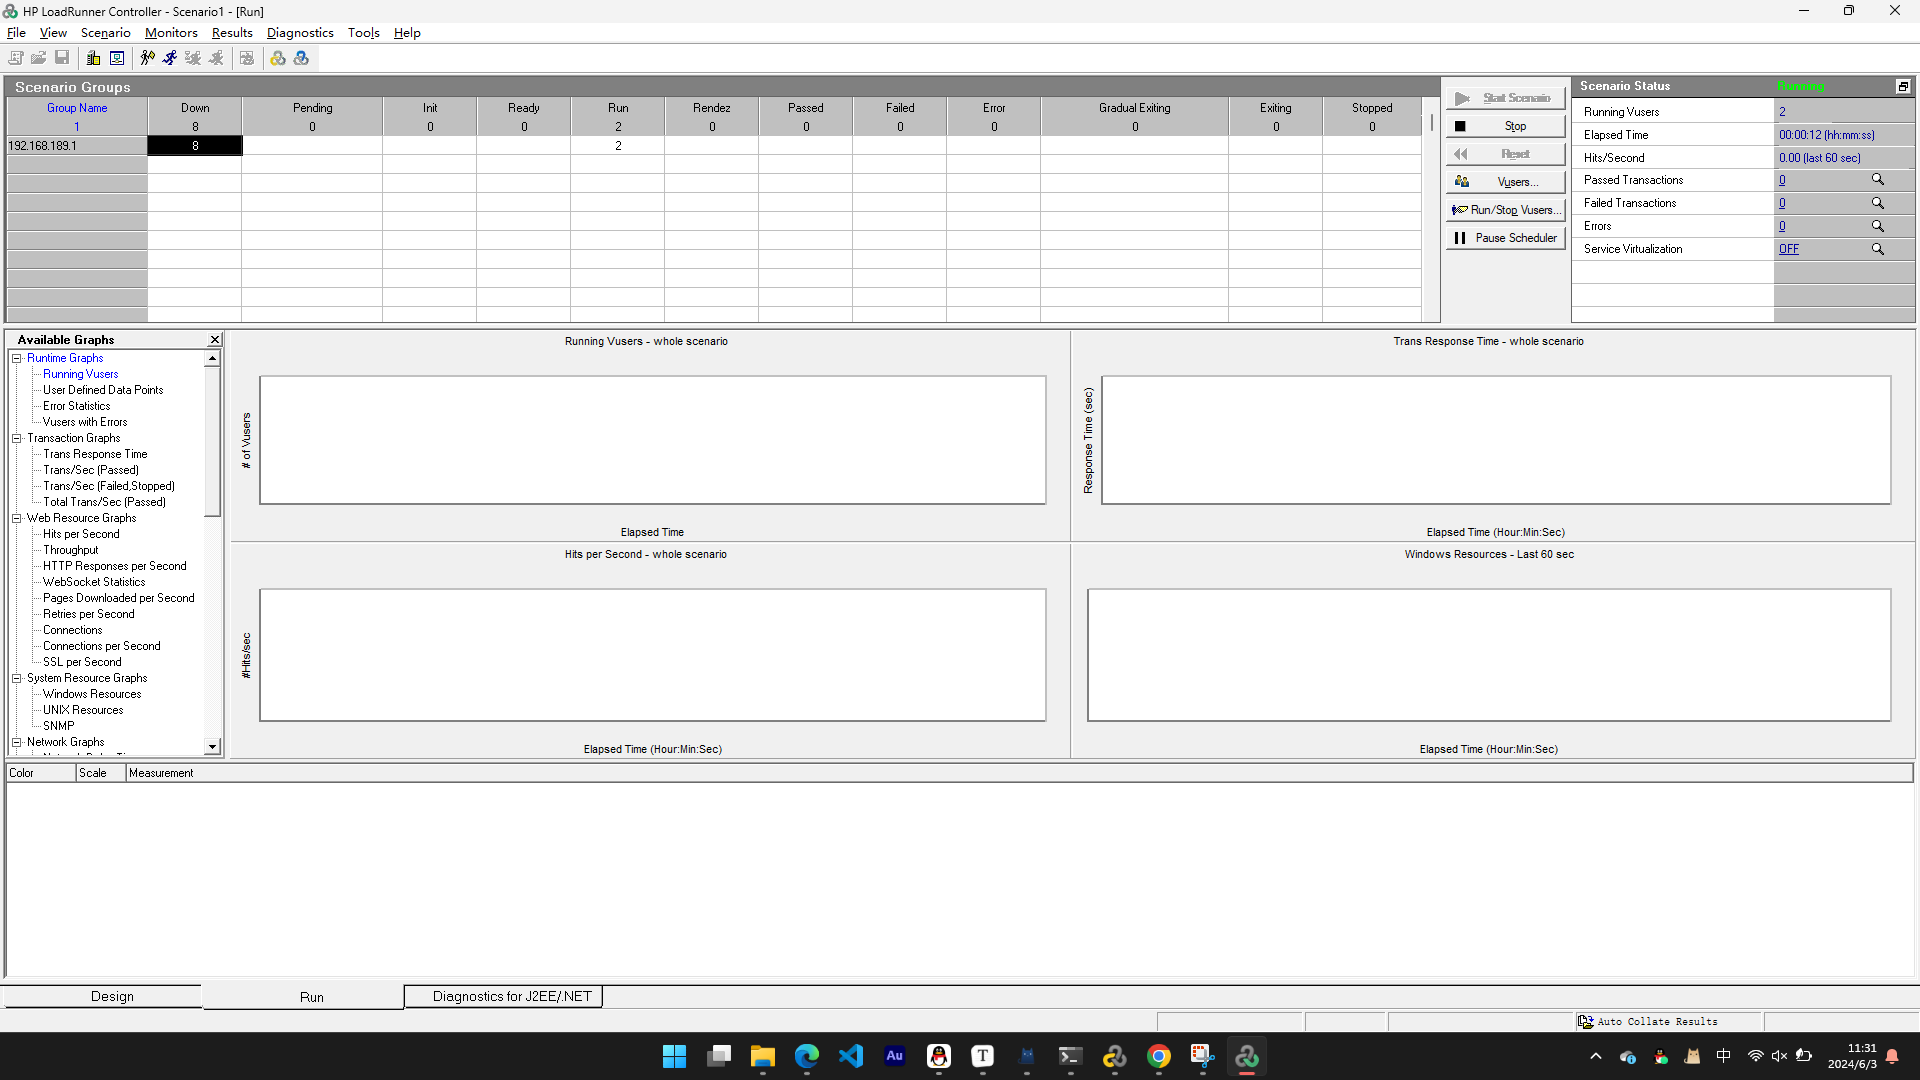 HP LoadRunner Controller - Scenario1 - [Run]
File View Scenario Monitors Results Diagnostics Tools Help
Scenario Groups
Group Name Down Pending Init Ready Run Rendez Passed Failed Error Gradual Exiting Exiting Stopped
1 8 0 0 0 2 0 0 0 0 0 0 0
192.168.189.1 8 2
Start Scenario
Stop
Reset
Vusers...
Run/Stop Vusers...
Pause Scheduler
Scenario Status Running
Running Vusers 2
Elapsed Time 00:00:12 (hh:mm:ss)
Hits/Second 0.00 (last 60 sec)
Passed Transactions 0
Failed Transactions 0
Errors 0
Service Virtualization OFF
Available Graphs
Runtime Graphs
Running Vusers
User Defined Data Points
Error Statistics
Vusers with Errors
Transaction Graphs
Trans Response Time
Trans/Sec (Passed)
Trans/Sec (Failed,Stopped)
Total Trans/Sec (Passed)
Web Resource Graphs
Hits per Second
Throughput
HTTP Responses per Second
WebSocket Statistics
Pages Downloaded per Second
Retries per Second
Connections
Connections per Second
SSL per Second
System Resource Graphs
Windows Resources
UNIX Resources
SNMP
Network Graphs
Running Vusers - whole scenario
# of Vusers
Elapsed Time
Trans Response Time - whole scenario
Response Time (sec)
Elapsed Time (Hour:Min:Sec)
Hits per Second - whole scenario
#Hits/sec
Elapsed Time (Hour:Min:Sec)
Windows Resources - Last 60 sec
Elapsed Time (Hour:Min:Sec)
Color Scale Measurement
Design Run Diagnostics for J2EE/.NET
Auto Collate Results
Au
T
中
11:31
2024/6/3